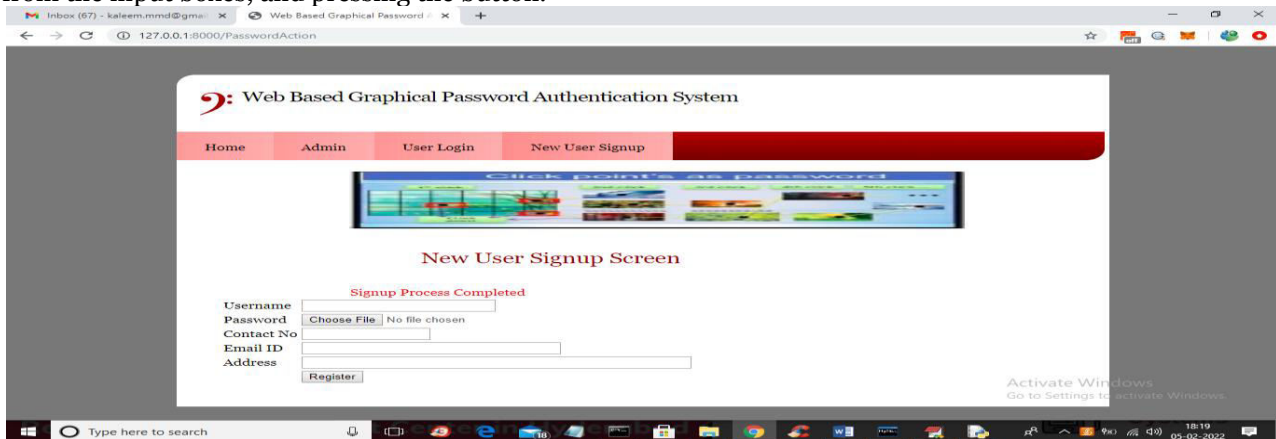 from the input boxes, and pressing the button.
Inbox (67) - kaleem.mmd@gma
Web Based Graphical Password
127.0.0.1:8000/PasswordAction
Web Based Graphical Password Authentication System
Home Admin User Login New User Signup
Click point's as password
New User Signup Screen
Signup Process Completed
Username
Password Choose File No file chosen
Contact No
Email ID
Address
Register
Activate Windows
Go to Settings to activate Windows.
Type here to search
18:19
05-02-2022